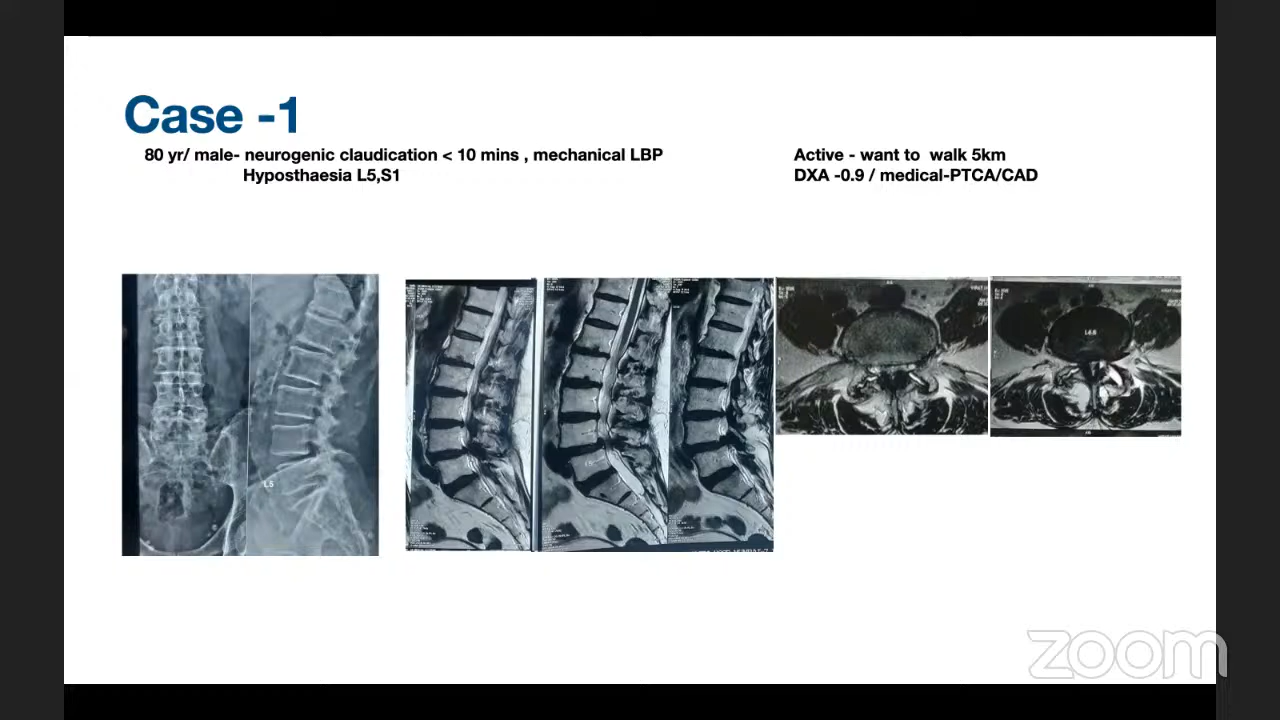 Case -1
80 yr/ male- neurogenic claudication < 10 mins , mechanical LBP
Hyposthaesia L5,S1
Active - want to walk 5km
DXA -0.9 / medical-PTCA/CAD
L5
zoom